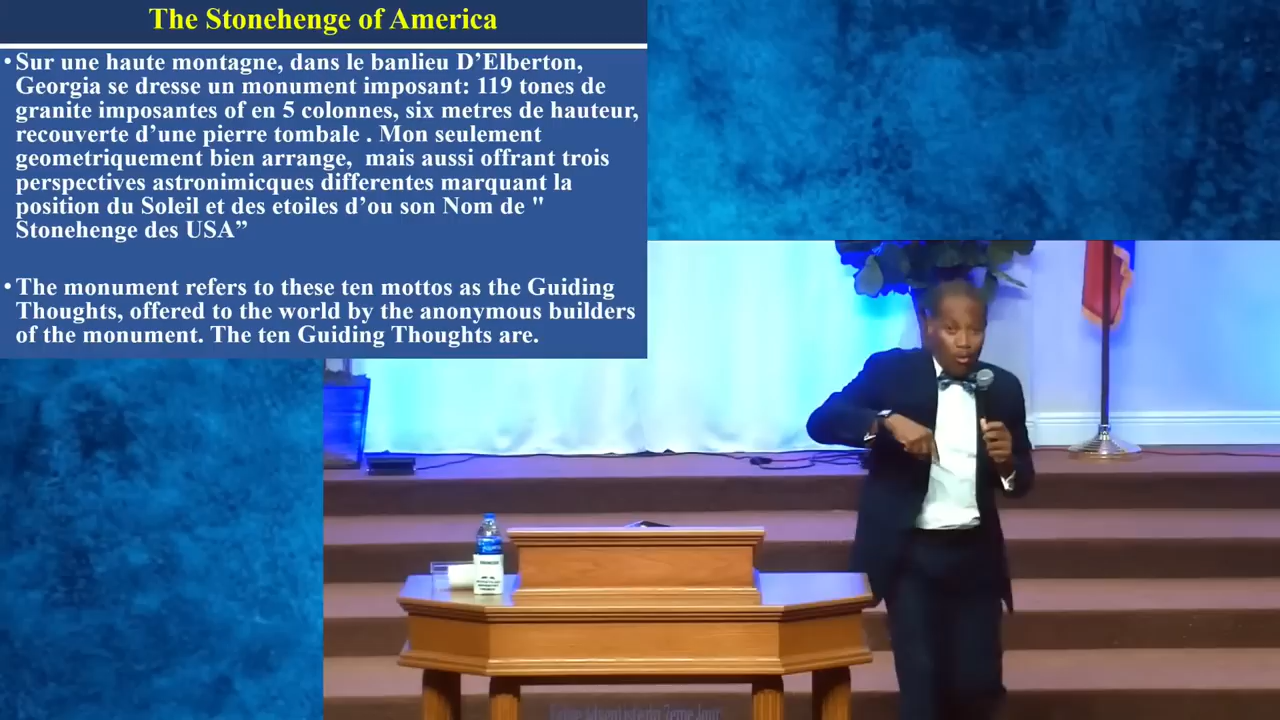 The Stonehenge of America
• Sur une haute montagne, dans le banlieu D’Elberton,
Georgia se dresse un monument imposant: 119 tones de
granite imposantes of en 5 colonnes, six metres de hauteur,
recouverte d’une pierre tombale . Mon seulement
geometriquement bien arrange, mais aussi offrant trois
perspectives astronimicques differentes marquant la
position du Soleil et des etoiles d’ou son Nom de "
Stonehenge des USA”
• The monument refers to these ten mottos as the Guiding
Thoughts, offered to the world by the anonymous builders
of the monument. The ten Guiding Thoughts are.